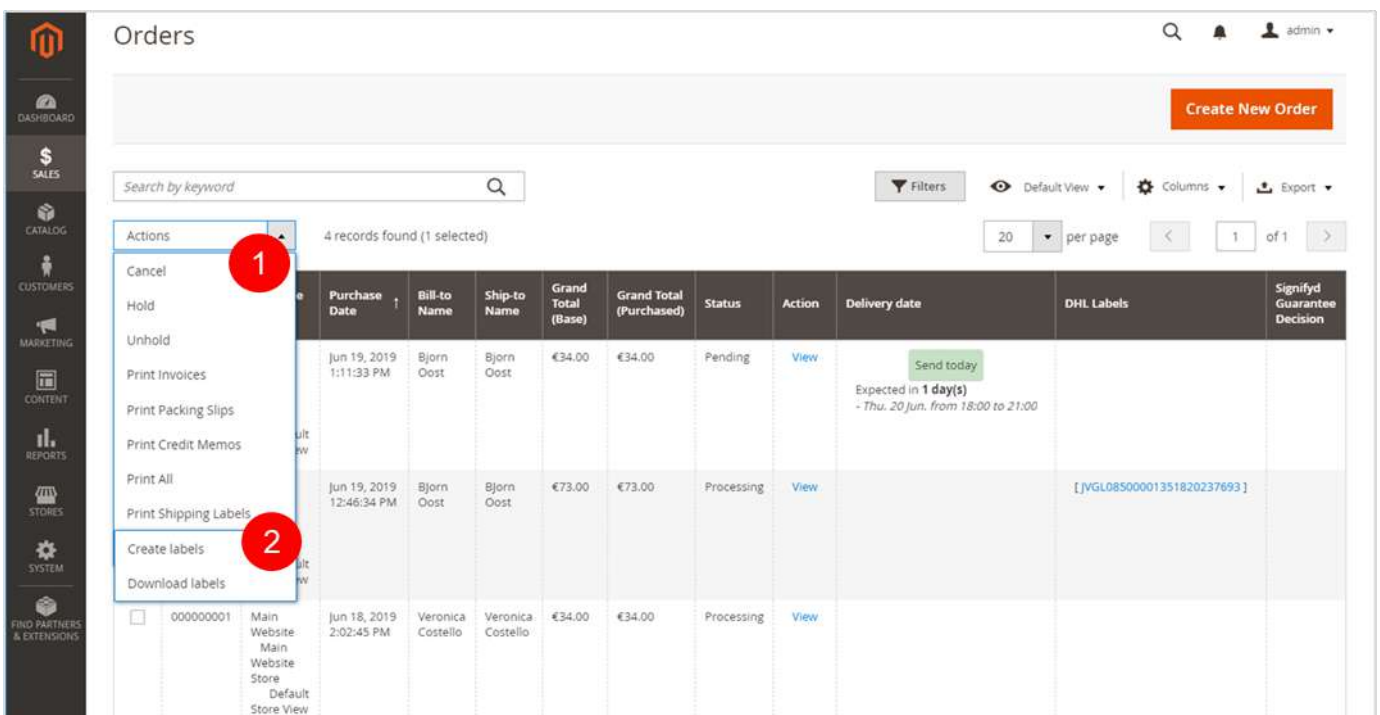 Orders
admin
DASHBOARD
Create New Order
SALES
Search by keyword
Filters
Default View
Columns
Export
CATALOG
Actions
4 records found (1 selected)
20
per page
1
of 1
1
CUSTOMERS
Cancel
Hold
Unhold
Print Invoices
Print Packing Slips
Print Credit Memos
Print All
Print Shipping Labels
Create labels
Download labels
2
MARKETING
CONTENT
REPORTS
STORES
SYSTEM
FIND PARTNERS
& EXTENSIONS
Purchase
Date
Bill-to
Name
Ship-to
Name
Grand
Total
(Base)
Grand Total
(Purchased)
Status
Action
Delivery date
DHL Labels
Signifyd
Guarantee
Decision
Jun 19, 2019
1:11:33 PM
Bjorn
Oost
Bjorn
Oost
€34.00
€34.00
Pending
View
Send today
Expected in 1 day(s)
- Thu. 20 Jun. from 18:00 to 21:00
Jun 19, 2019
12:46:34 PM
Bjorn
Oost
Bjorn
Oost
€73.00
€73.00
Processing
View
[ JVGL08500001351820237693 ]
000000001
Main
Website
Main
Website
Store
Default
Store View
Jun 18, 2019
2:02:45 PM
Veronica
Costello
Veronica
Costello
€34.00
€34.00
Processing
View